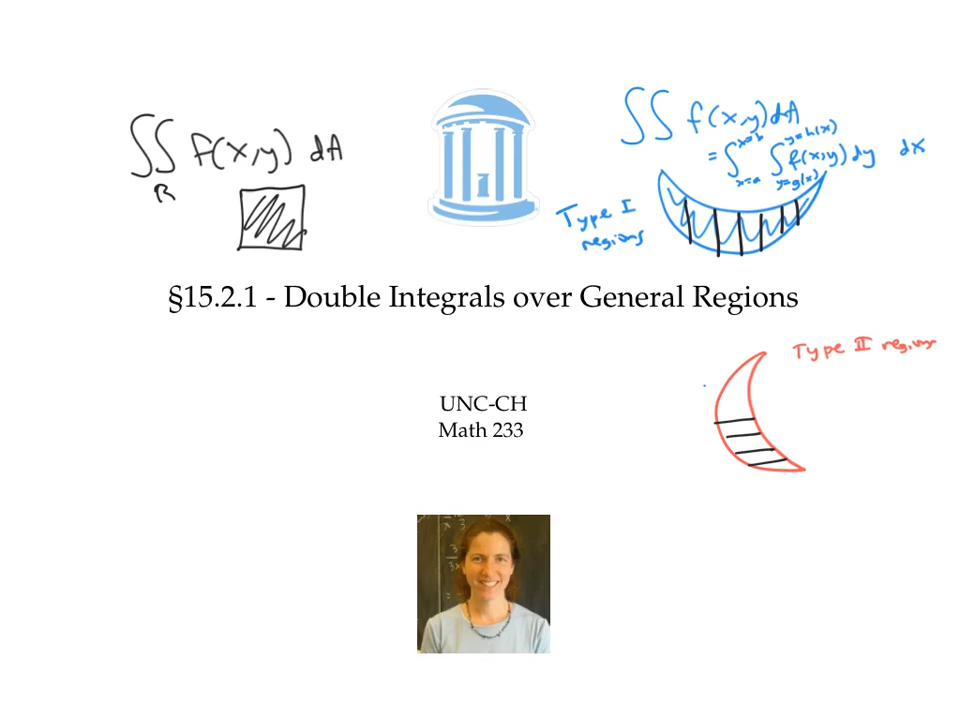 ∬ f(x,y) dA
R
∬ f(x,y) dA
= ∫_{x=a}^{x=b} ∫_{y=g(x)}^{y=h(x)} f(x,y) dy dx
Type I
regions
§15.2.1 - Double Integrals over General Regions
Type II regions
UNC-CH
Math 233